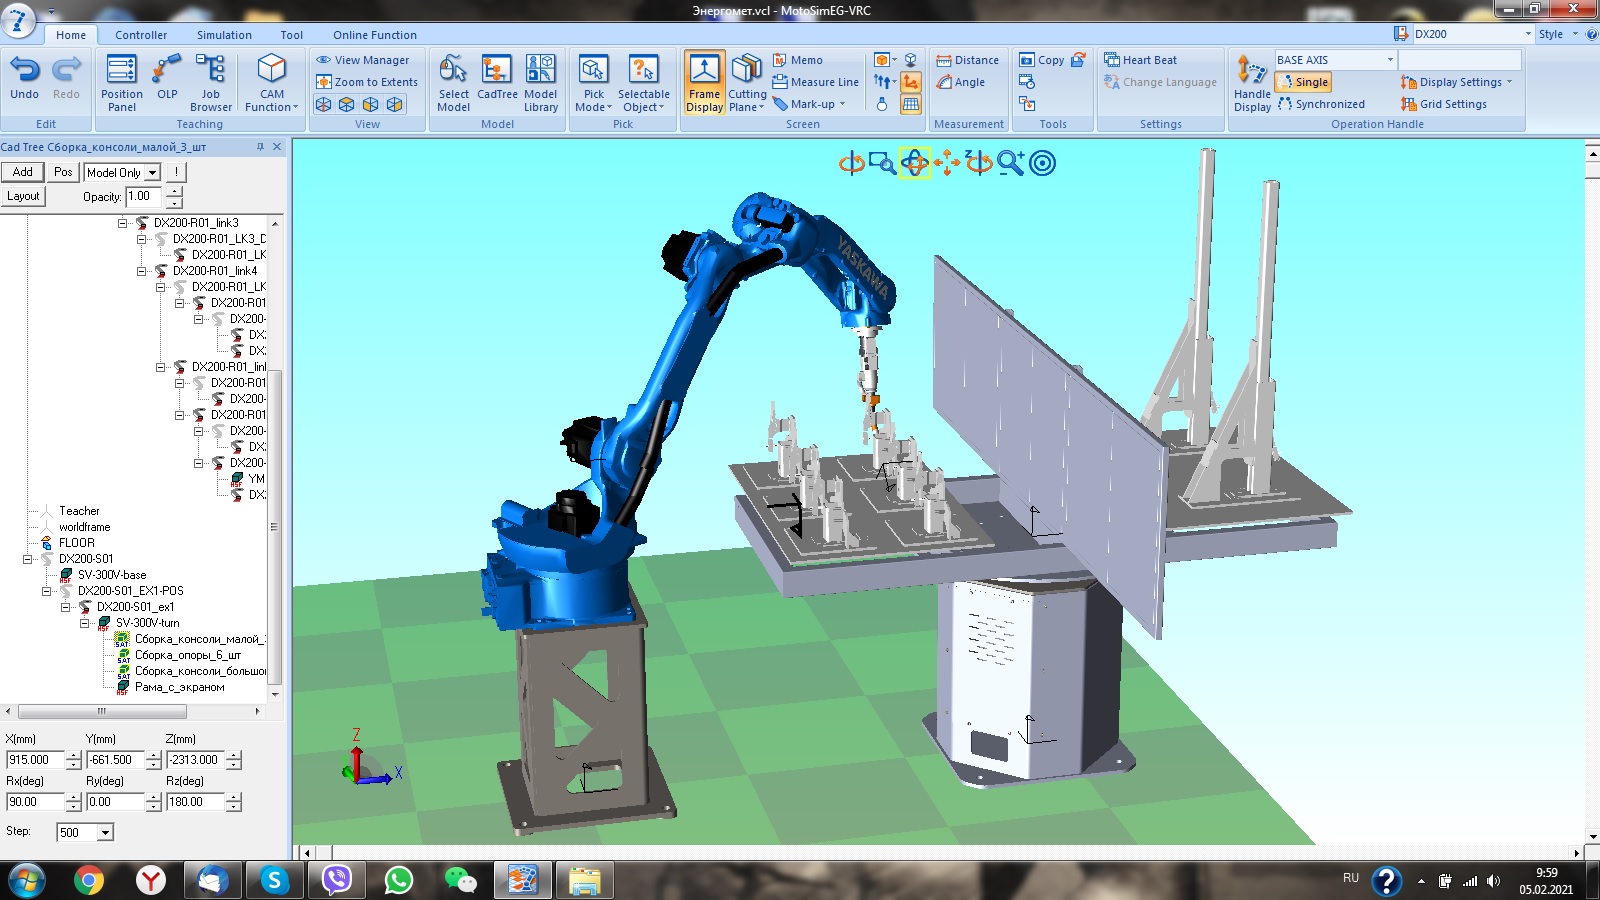 Энергомет.vcl - MotoSimEG-VRC
Home
Controller
Simulation
Tool
Online Function
DX200
Style
Undo
Redo
Edit
Position Panel
OLP
Job Browser
CAM Function
Teaching
View Manager
Zoom to Extents
View
Select Model
CadTree
Model Library
Model
Pick Mode
Selectable Object
Pick
Frame Display
Cutting Plane
Memo
Measure Line
Mark-up
Screen
Distance
Angle
Measurement
Copy
Tools
Heart Beat
Change Language
Settings
Handle Display
BASE AXIS
Single
Synchronized
Display Settings
Grid Settings
Operation Handle
Cad Tree Сборка_консоли_малой_3_шт
Add
Pos
Model Only
!
Layout
Opacity:
1.00
DX200-R01_link3
DX200-R01_LK3_D
DX200-R01_LK
DX200-R01_link4
DX200-R01_LK
DX200-R01
DX200-
DX:
DX:
DX200-R01_lin
DX200-R01
DX200-
DX200-R01
DX200-
DX:
DX200-
YM
DX:
Teacher
worldframe
FLOOR
DX200-S01
SV-300V-base
DX200-S01_EX1-POS
DX200-S01_ex1
SV-300V-turn
Сборка_консоли_малой_
Сборка_опоры_6_шт
Сборка_консоли_большо
Рама_с_экраном
X(mm)
Y(mm)
Z(mm)
915.000
-661.500
-2313.000
Rx(deg)
Ry(deg)
Rz(deg)
90.00
0.00
180.00
Step:
500
YASKAWA
Z
X
RU
9:59
05.02.2021